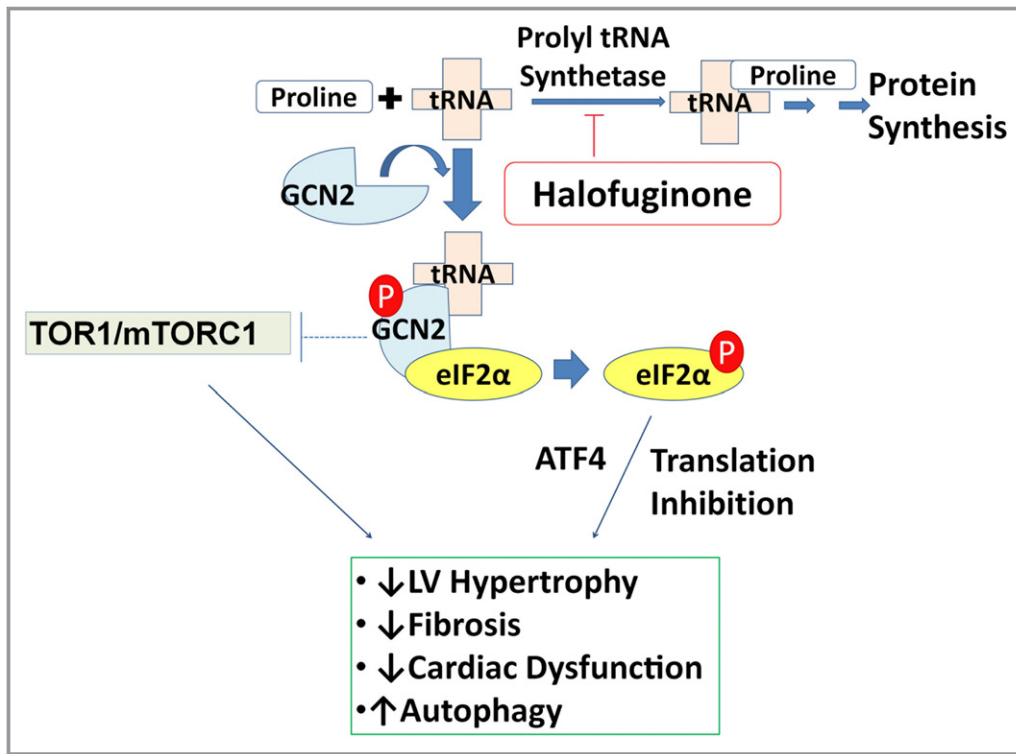 Prolyl tRNA
Synthetase
Proline + tRNA
tRNA Proline
Protein
Synthesis
GCN2
Halofuginone
tRNA
P
GCN2
TOR1/mTORC1
eIF2α
eIF2α
P
ATF4
Translation
Inhibition
• ↓LV Hypertrophy
• ↓Fibrosis
• ↓Cardiac Dysfunction
• ↑Autophagy